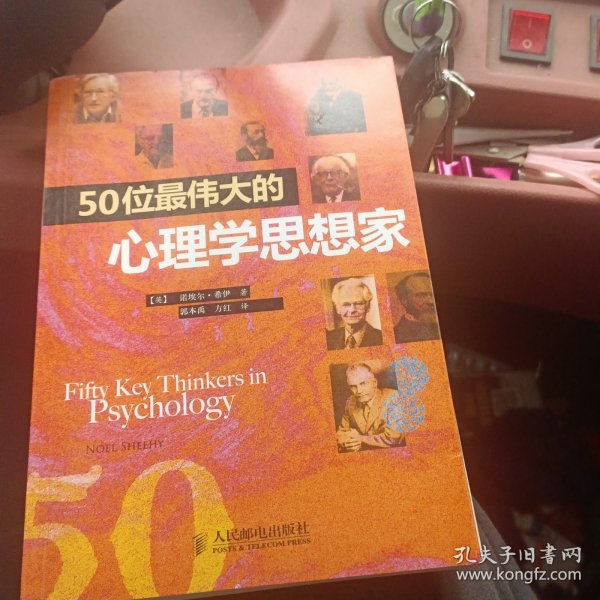 50位最伟大的
心理学思想家
【英】 诺埃尔·希伊 著
郭本禹 方红 译
Fifty Key Thinkers in
Psychology
NOEL SHEEHY
50
人民邮电出版社
POSTS & TELECOM PRESS
孔夫子旧书网
www.kongfz.com